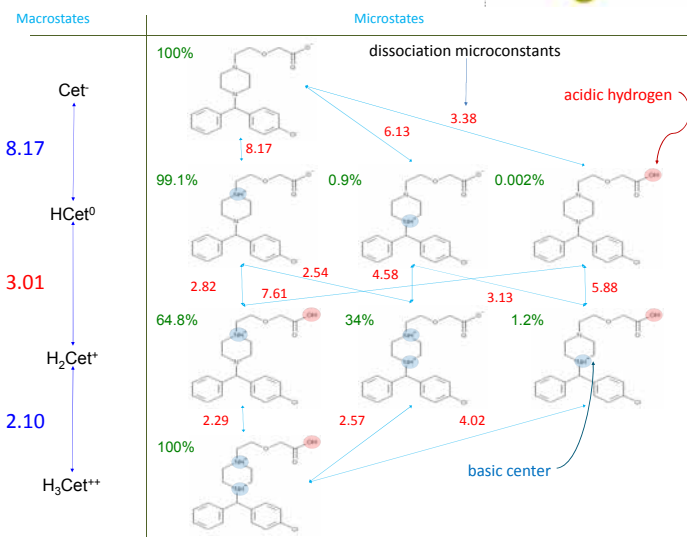 Macrostates
Microstates
100%
dissociation microconstants
acidic hydrogen
Cet-
3.38
6.13
8.17
8.17
99.1%
0.9%
0.002%
HCet0
3.01
2.82
2.54
7.61
4.58
3.13
5.88
64.8%
34%
1.2%
H2Cet+
2.10
2.29
2.57
4.02
100%
basic center
H3Cet++